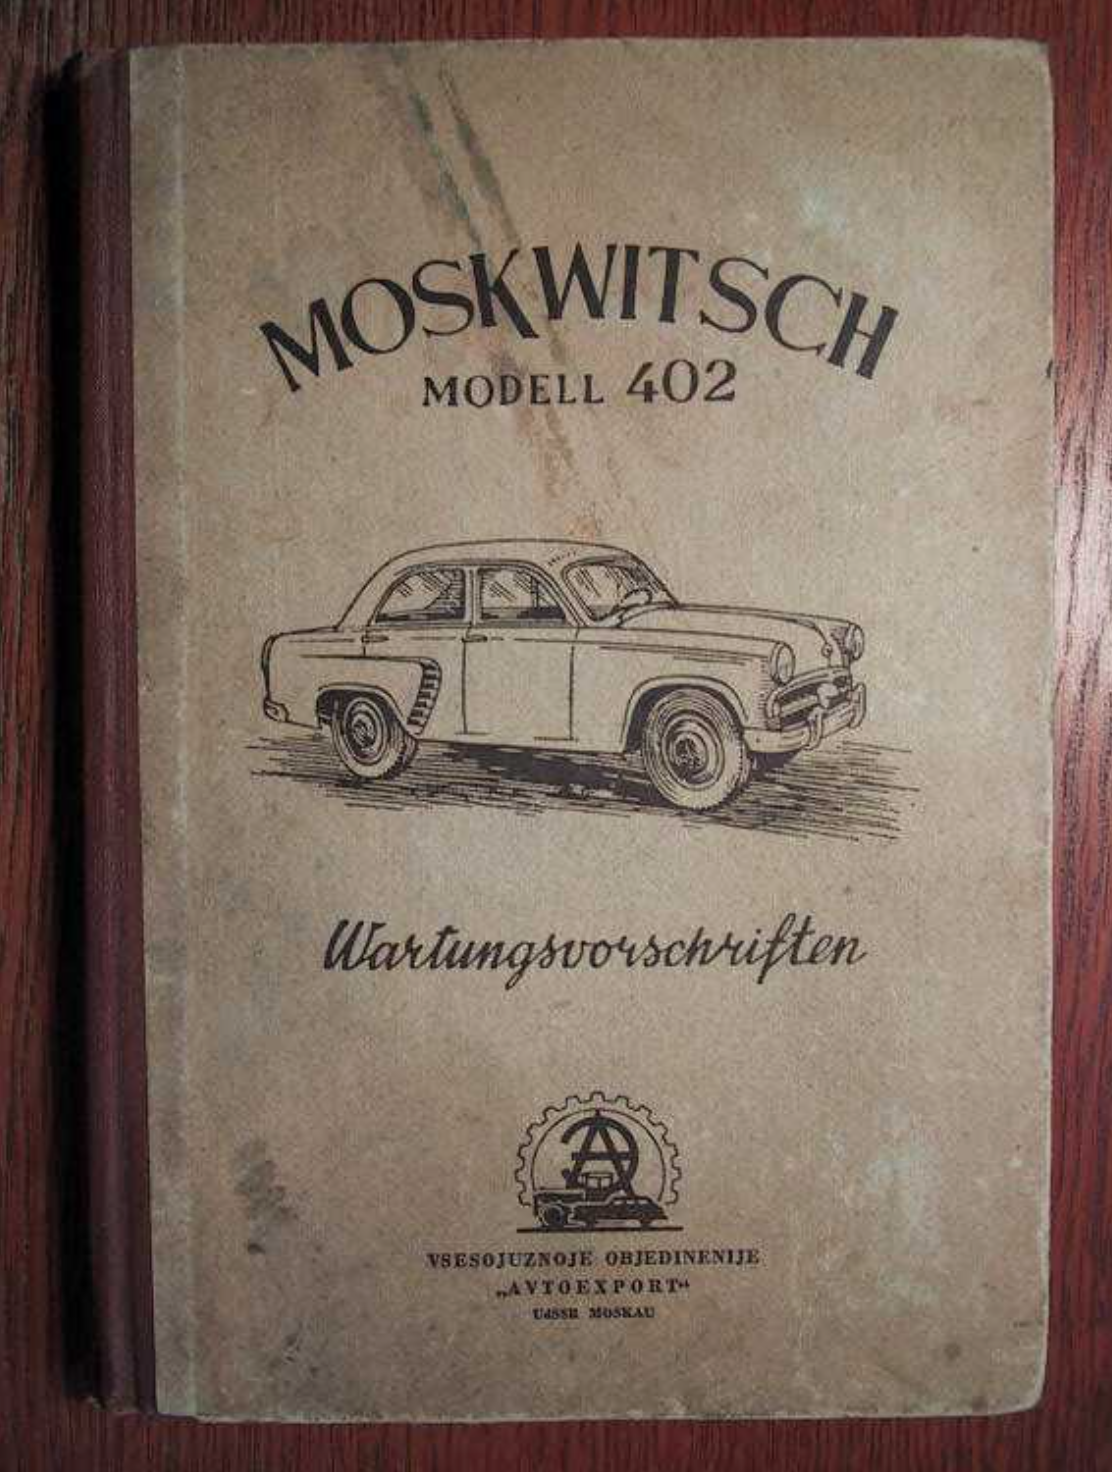 MOSKWITSCH
MODELL 402
Wartungsvorschriften
VSESOJUZNOJE OBJEDINENIJE
„AVTOEXPORT“
UdSSR MOSKAU